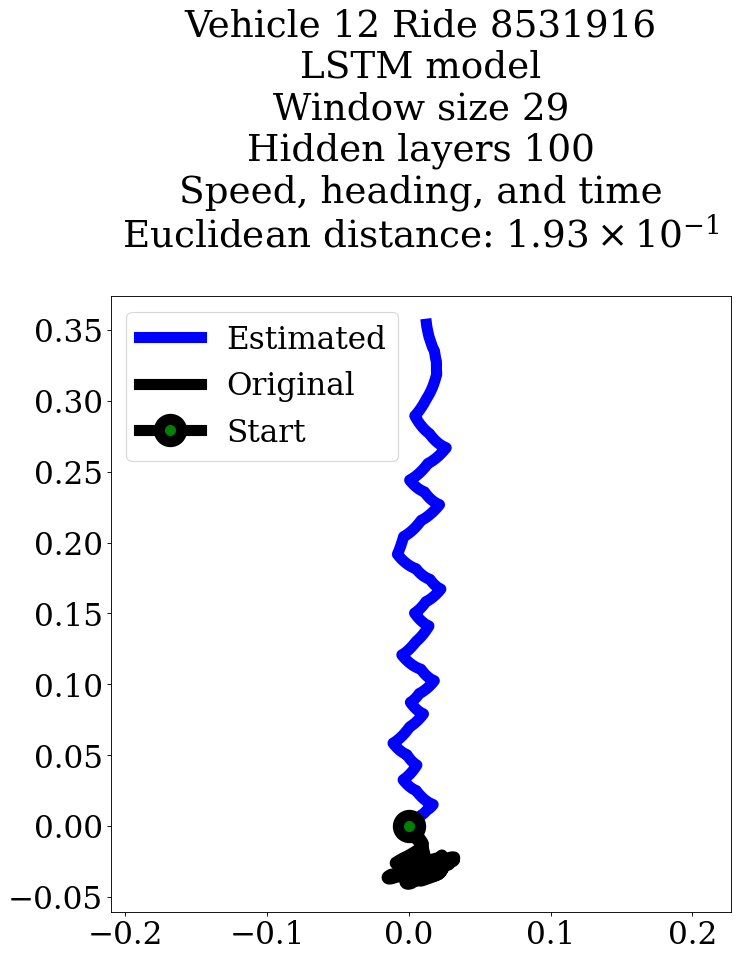 Vehicle 12 Ride 8531916
LSTM model
Window size 29
Hidden layers 100
Speed, heading, and time
Euclidean distance: 1.93 × 10⁻¹
Estimated
Original
Start
0.35
0.30
0.25
0.20
0.15
0.10
0.05
0.00
−0.05
−0.2 −0.1 0.0 0.1 0.2